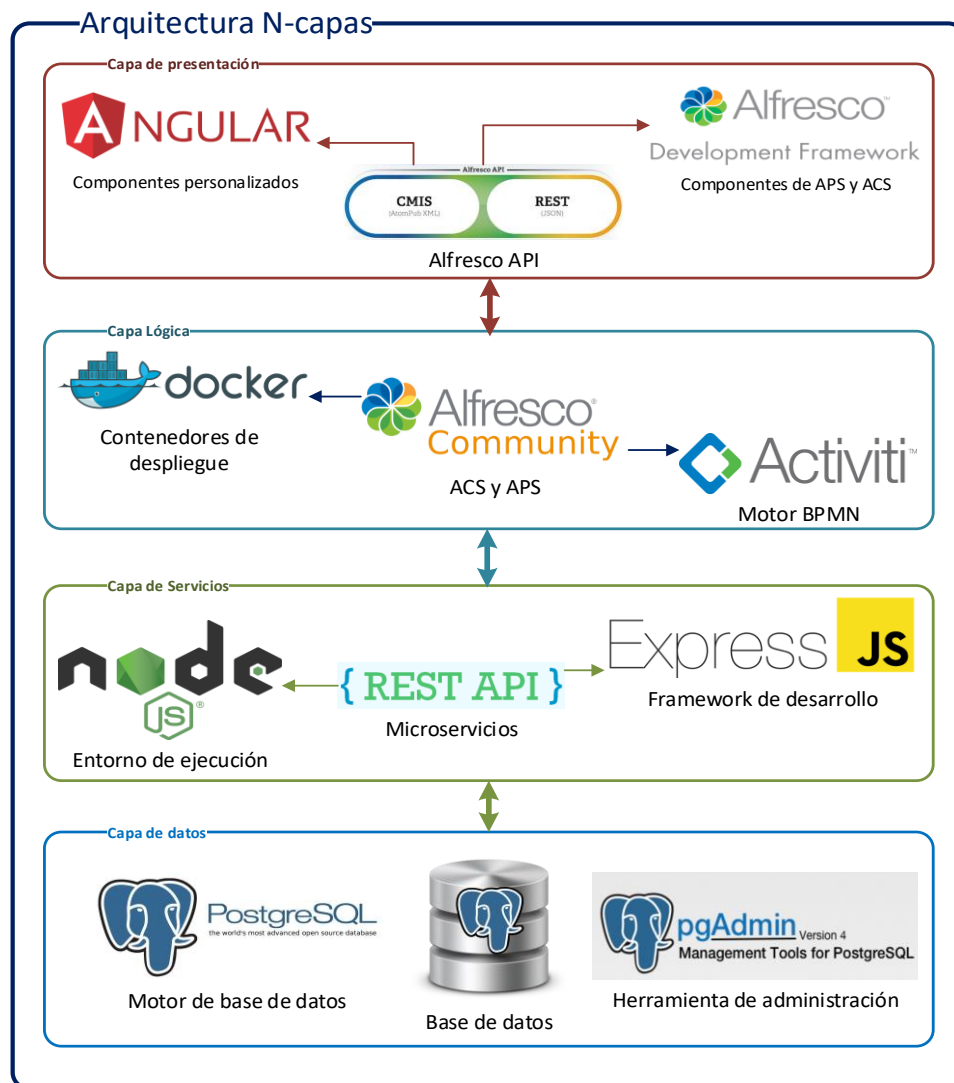 Arquitectura N-capas
Capa de presentación
ANGULAR
Componentes personalizados
Alfresco™
Development Framework
Componentes de APS y ACS
Alfresco API
CMIS
(AtomPub XML)
REST
(JSON)
Alfresco API
Capa Lógica
docker
Contenedores de
despliegue
Alfresco®
Community
ACS y APS
Activiti™
Motor BPMN
Capa de Servicios
node
JS®
Entorno de ejecución
{ REST API }
Microservicios
Express JS
Framework de desarrollo
Capa de datos
PostgreSQL
the world's most advanced open source database
Motor de base de datos
Base de datos
pgAdmin Version 4
Management Tools for PostgreSQL
Herramienta de administración